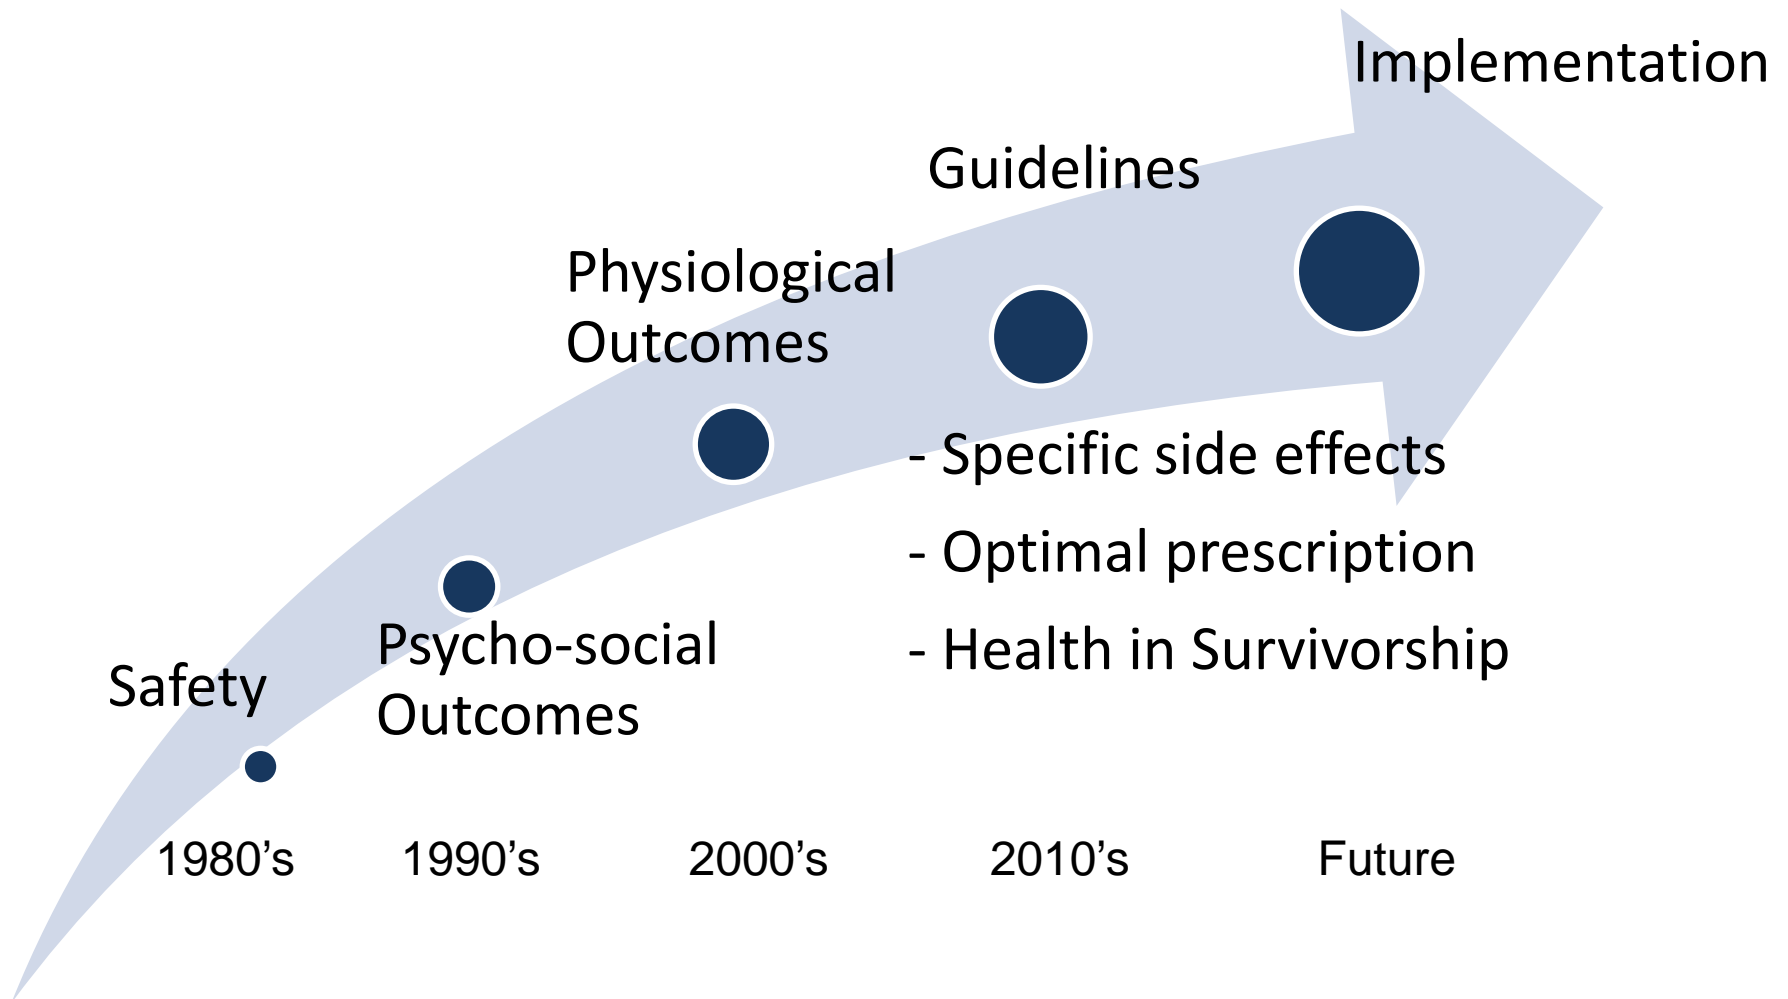 Implementation
Guidelines
Physiological
Outcomes
- Specific side effects
- Optimal prescription
- Health in Survivorship
Psycho-social
Outcomes
Safety
1980’s
1990’s
2000’s
2010’s
Future